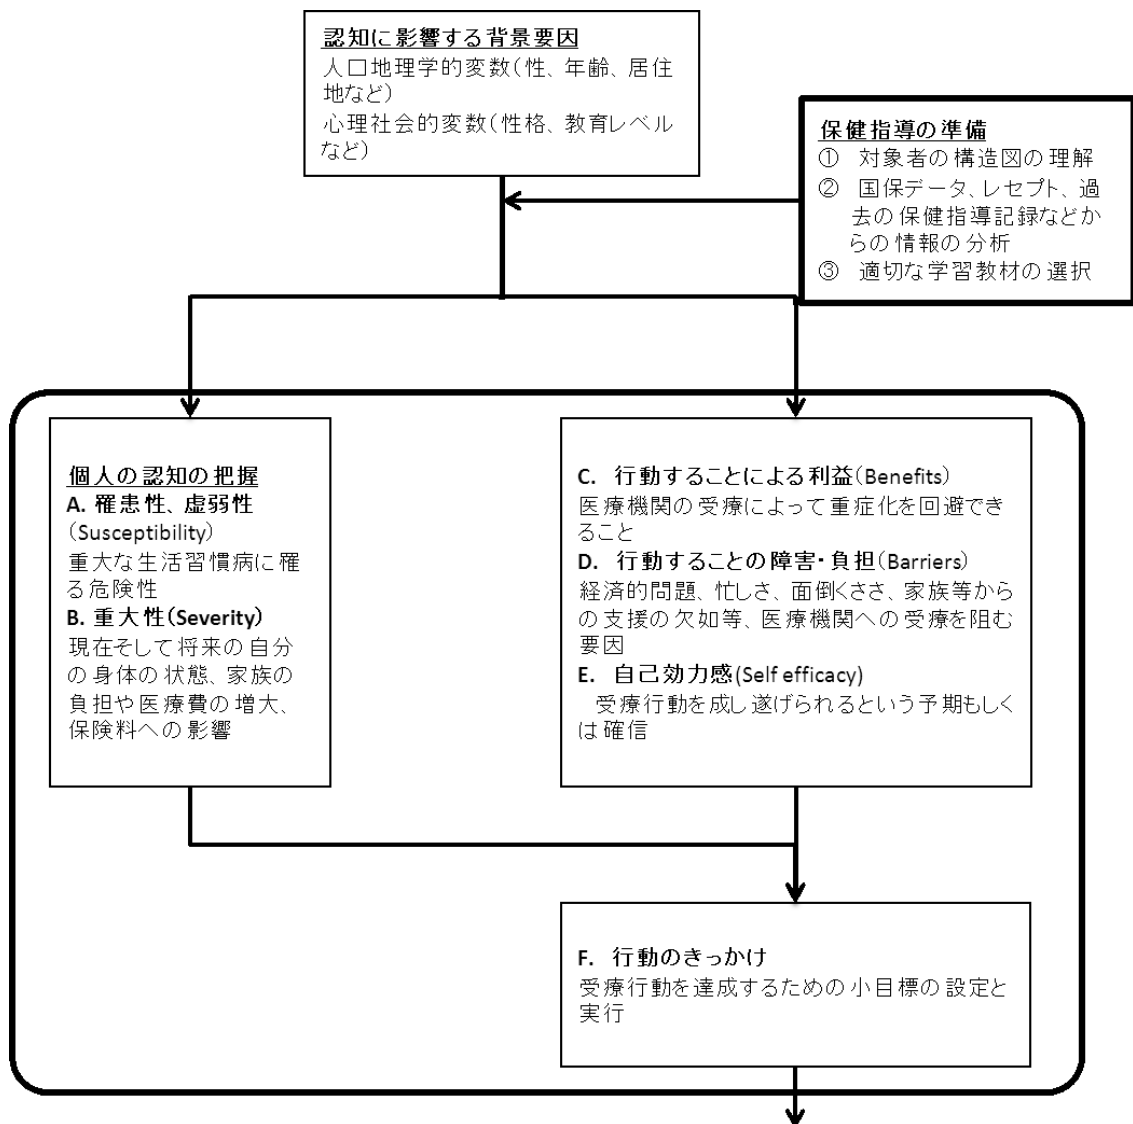 認知に影響する背景要因
人口地理学的変数(性、年齢、居住
地など)
心理社会的変数(性格、教育レベル
など)
保健指導の準備
① 対象者の構造図の理解
② 国保データ、レセプト、過
去の保健指導記録などか
らの情報の分析
③ 適切な学習教材の選択
個人の認知の把握
A. 罹患性、虚弱性
(Susceptibility)
重大な生活習慣病に罹
る危険性
B. 重大性(Severity)
現在そして将来の自分
の身体の状態、家族の
負担や医療費の増大、
保険料への影響
C. 行動することによる利益(Benefits)
医療機関の受療によって重症化を回避でき
ること
D. 行動することの障害・負担(Barriers)
経済的問題、忙しさ、面倒くささ、家族等から
の支援の欠如等、医療機関への受療を阻む
要因
E. 自己効力感(Self efficacy)
受療行動を成し遂げられるという予期もしく
は確信
F. 行動のきっかけ
受療行動を達成するための小目標の設定と
実行